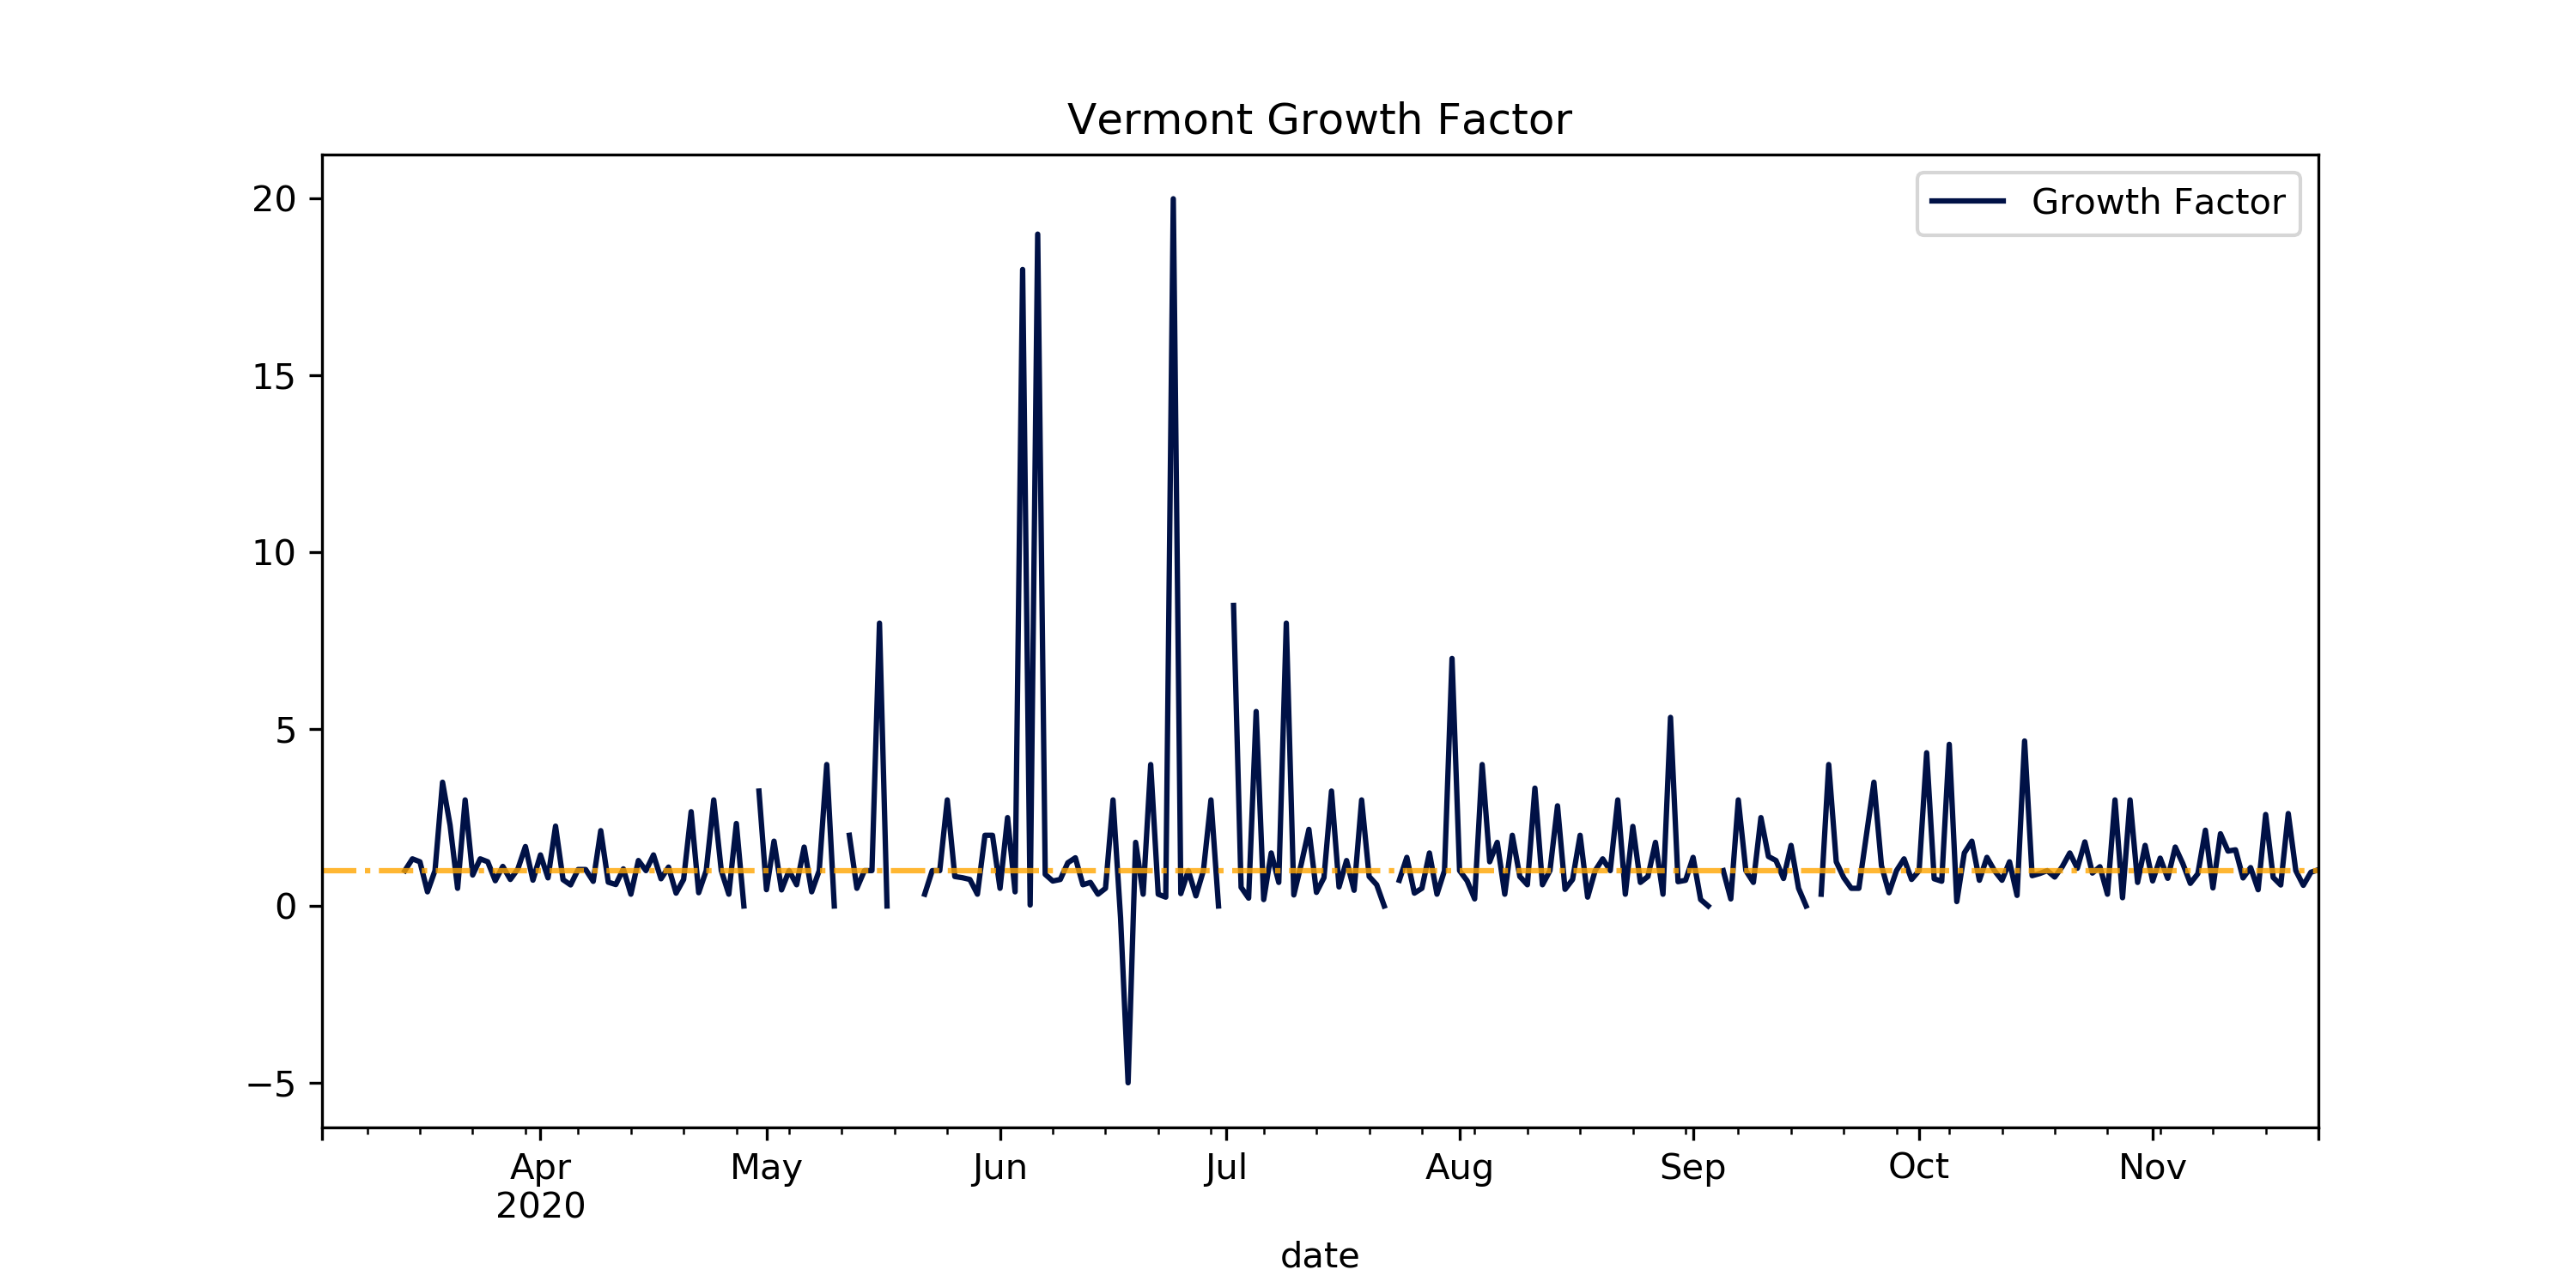 Vermont Growth Factor
Growth Factor
20
15
10
5
0
−5
Apr
2020
May
Jun
Jul
Aug
Sep
Oct
Nov
date